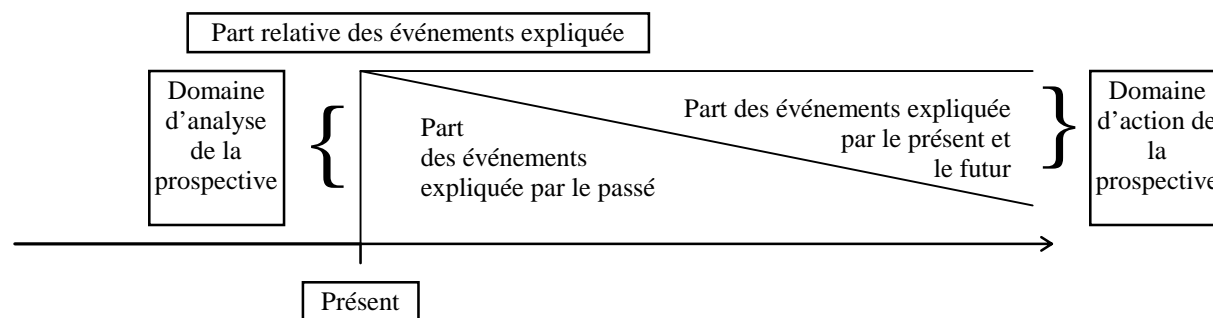 Part relative des événements expliquée
Domaine
d’analyse
de la
prospective
{
Part
des événements
expliquée par le passé
Part des événements expliquée
par le présent et
le futur
}
Domaine
d’action de
la
prospective
Présent